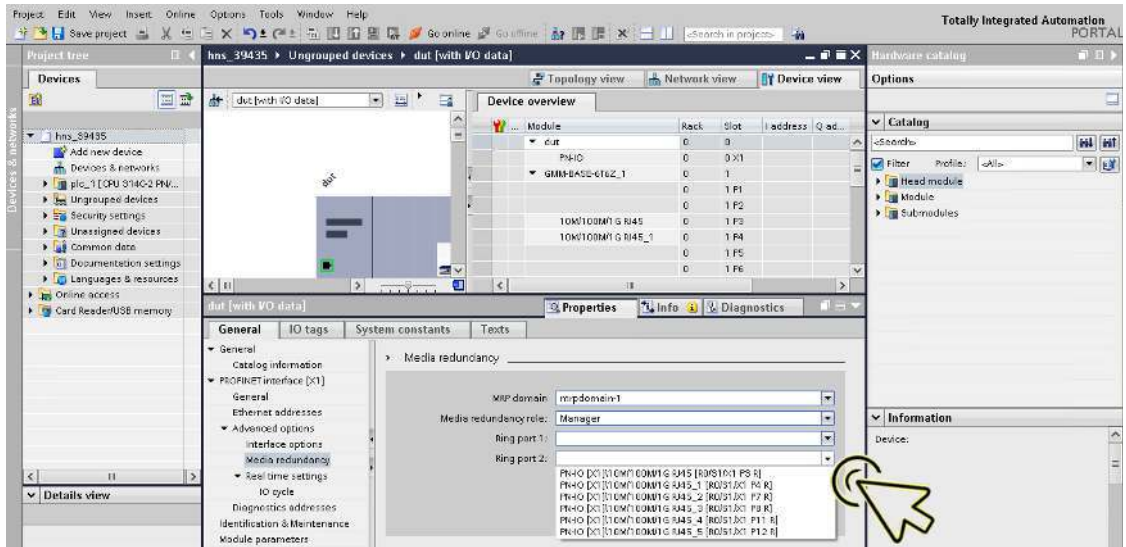 Project Edit View Insert Online Options Tools Window Help
Totally Integrated Automation
PORTAL
Save project Go online Go offline <Search in project>
Project tree
hns_39435 Ungrouped devices dut [with I/O data]
Hardware catalog
Devices
Topology view Network view Device view
Options
dut [with I/O data]
Device overview
Devices & networks
hns_39435
Add new device
Devices & networks
plc_1 [CPU 314C-2 PN/...
Ungrouped devices
Security settings
Unassigned devices
Common data
Documentation settings
Languages & resources
Online access
Card Reader/USB memory
dut
... Module Rack Slot I address Q ad...
dut 0 0
PN-IO 0 0 X1
GMM-BASE-6T6Z_1 0 1
0 1 P1
0 1 P2
10M/100M/1G RJ45 0 1 P3
10M/100M/1G RJ45_1 0 1 P4
0 1 P5
0 1 P6
Catalog
<Search>
Filter Profile: <All>
Head module
Module
Submodules
dut [with I/O data]
Properties Info Diagnostics
General IO tags System constants Texts
General
Catalog information
PROFINET interface [X1]
General
Ethernet addresses
Advanced options
Interface options
Media redundancy
Real time settings
IO cycle
Diagnostics addresses
Identification & Maintenance
Module parameters
Media redundancy
MRP domain mrpdomain-1
Media redundancy role: Manager
Ring port 1:
Ring port 2:
PN-IO [X1]\10M/100M/1G RJ45 [R0/S1/X1 P3 R]
PN-IO [X1]\10M/100M/1G RJ45_1 [R0/S1/X1 P4 R]
PN-IO [X1]\10M/100M/1G RJ45_2 [R0/S1/X1 P7 R]
PN-IO [X1]\10M/100M/1G RJ45_3 [R0/S1/X1 P8 R]
PN-IO [X1]\10M/100M/1G RJ45_4 [R0/S1/X1 P11 R]
PN-IO [X1]\10M/100M/1G RJ45_5 [R0/S1/X1 P12 R]
Information
Device:
Details view